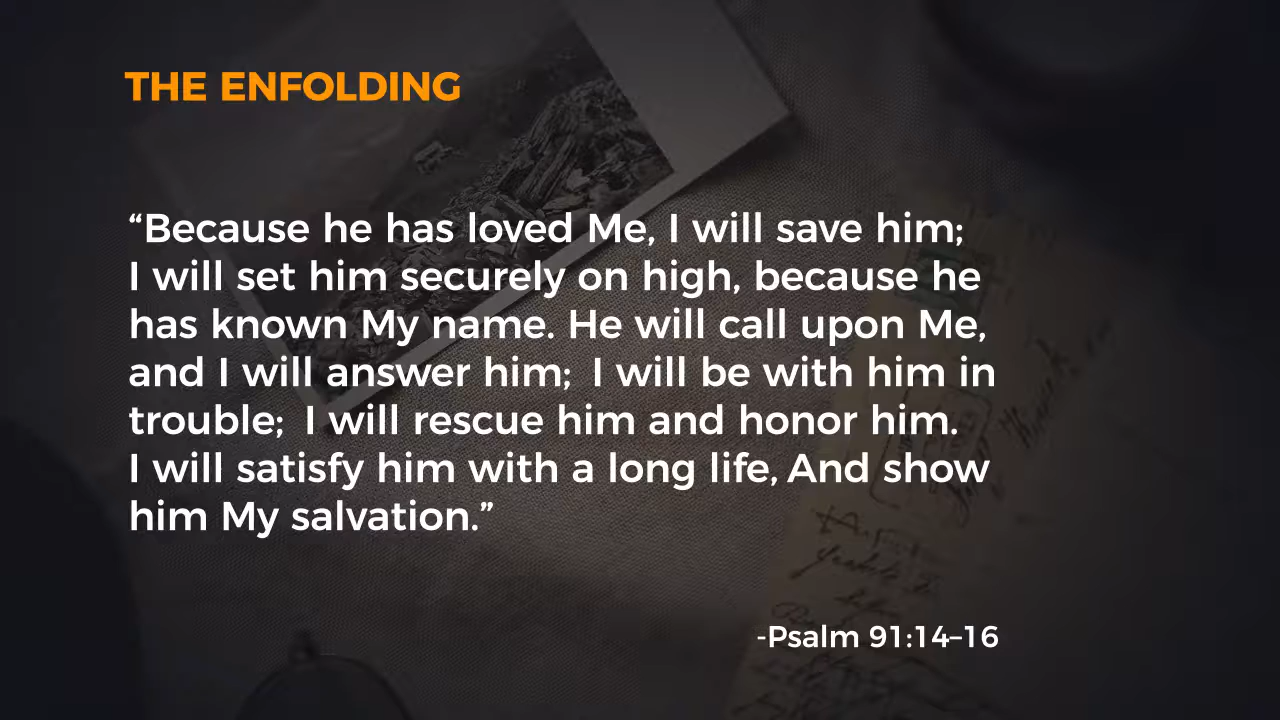 THE ENFOLDING
“Because he has loved Me, I will save him;
I will set him securely on high, because he
has known My name. He will call upon Me,
and I will answer him; I will be with him in
trouble; I will rescue him and honor him.
I will satisfy him with a long life, And show
him My salvation.”
-Psalm 91:14–16